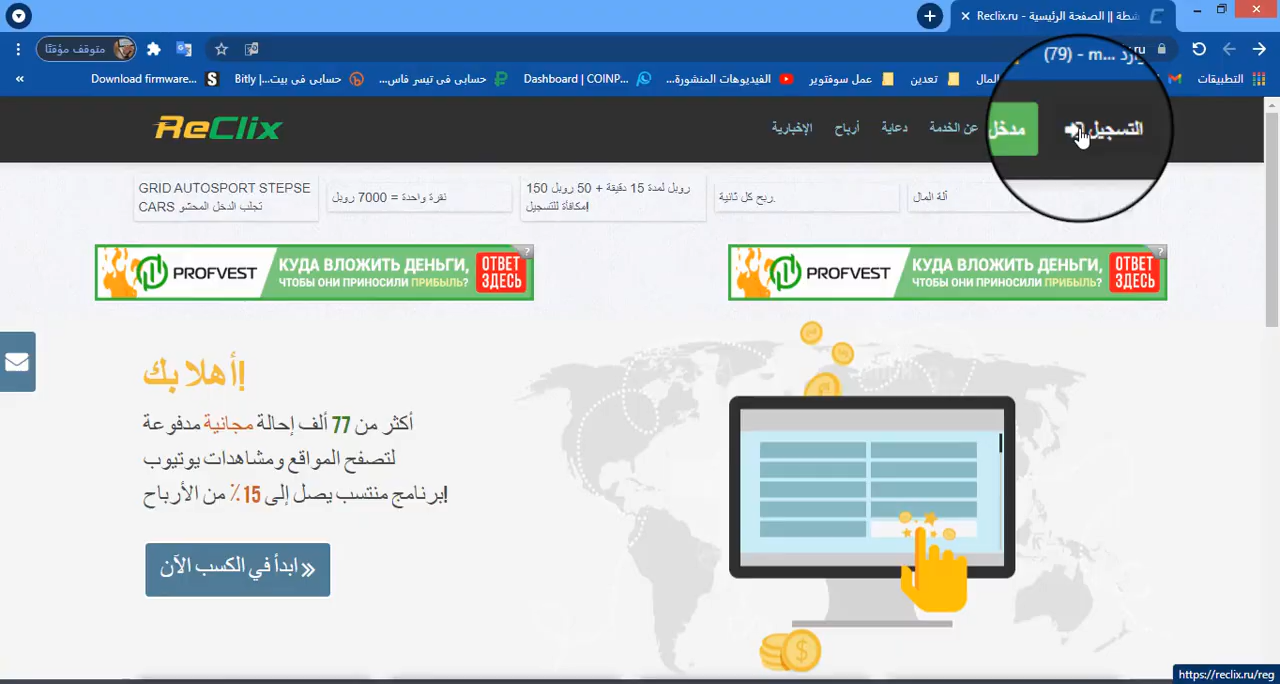 Reclix.ru - نشطة || الصفحة الرئيسية
متوقف مؤقتًا
التطبيقات
المال
تعدين
عمل سوفتوير
الفيديوهات المنشورة...
Dashboard | COINP...
حسابى فى تيسر فاس...
Bitly | حسابى فى بيت...
Download firmware...
»
(79) - m... وارد
ru
ReClix
الإخبارية
أرباح
دعاية
عن الخدمة
مدخل
التسجيل
GRID AUTOSPORT STEPSE
CARS تجلب الدخل المحشو
نقرة واحدة = 7000 روبل
150 روبل لمدة 15 دقيقة + 50 روبل
مكافأة للتسجيل!
ربح كل ثانية.
آلة المال
PROFVEST
КУДА ВЛОЖИТЬ ДЕНЬГИ,
ЧТОБЫ ОНИ ПРИНОСИЛИ ПРИБЫЛЬ?
ОТВЕТ
ЗДЕСЬ
?
PROFVEST
КУДА ВЛОЖИТЬ ДЕНЬГИ,
ЧТОБЫ ОНИ ПРИНОСИЛИ ПРИБЫЛЬ?
ОТВЕТ
ЗДЕСЬ
?
أهلا بك!
أكثر من 77 ألف إحالة مجانية مدفوعة
لتصفح المواقع ومشاهدات يوتيوب
برنامج منتسب يصل إلى 15٪ من الأرباح!
ابدأ في الكسب الآن »
$
https://reclix.ru/reg